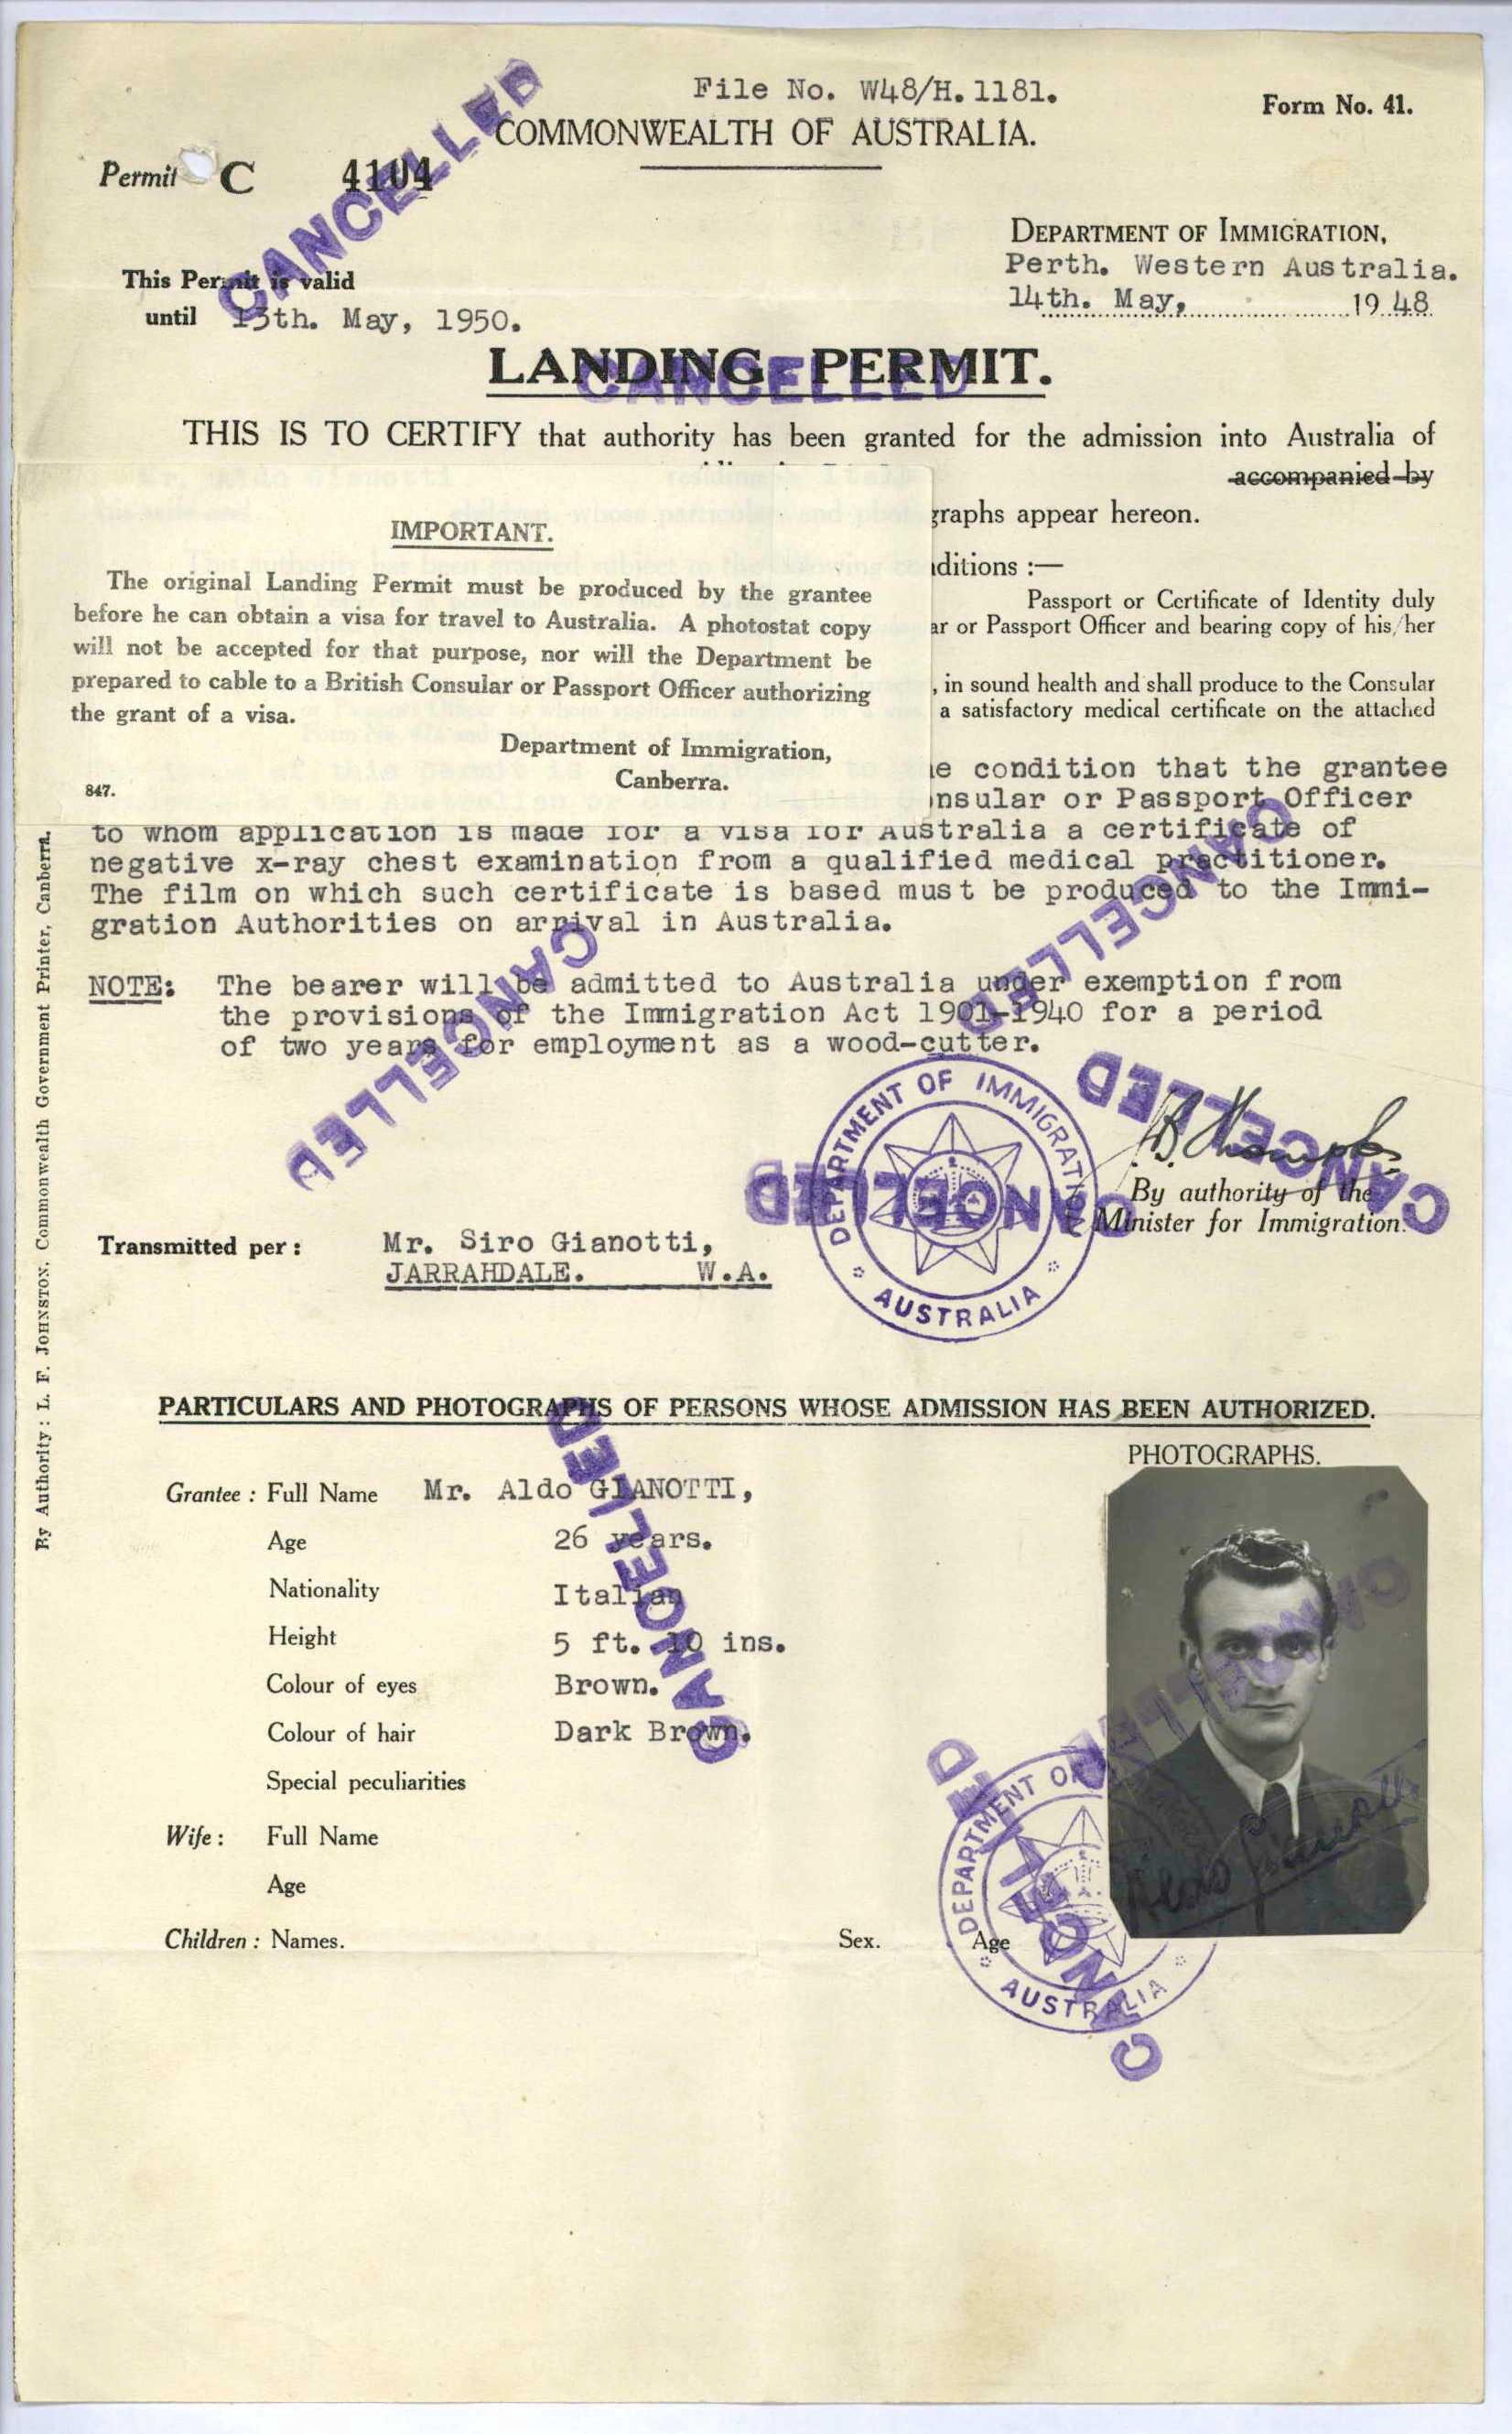 File No. W48/H.1181.
Form No. 41.
COMMONWEALTH OF AUSTRALIA.
Permit C 4104
CANCELLED
DEPARTMENT OF IMMIGRATION,
Perth. Western Australia.
14th. May, 1948
This Permit is valid
until 13th. May, 1950.
LANDING PERMIT.
CANCELLED
THIS IS TO CERTIFY that authority has been granted for the admission into Australia of
accompanied by
graphs appear hereon.
ditions :—
Passport or Certificate of Identity duly
ar or Passport Officer and bearing copy of his/her
, in sound health and shall produce to the Consular
a satisfactory medical certificate on the attached
IMPORTANT.
The original Landing Permit must be produced by the grantee
before he can obtain a visa for travel to Australia. A photostat copy
will not be accepted for that purpose, nor will the Department be
prepared to cable to a British Consular or Passport Officer authorizing
the grant of a visa.
Department of Immigration,
Canberra.
847.
e condition that the grantee
nsular or Passport Officer
to whom application is made for a visa for Australia a certificate of
negative x-ray chest examination from a qualified medical practitioner.
The film on which such certificate is based must be produced to the Immi-
gration Authorities on arrival in Australia.
CANCELLED
CANCELLED
NOTE: The bearer will be admitted to Australia under exemption from
the provisions of the Immigration Act 1901-1940 for a period
of two years for employment as a wood-cutter.
CANCELLED
CANCELLED
DEPARTMENT OF IMMIGRATION
AUSTRALIA
By authority of the
Minister for Immigration.
Transmitted per : Mr. Siro Gianotti,
JARRAHDALE. W.A.
By Authority: L. F. JOHNSTON, Commonwealth Government Printer, Canberra.
PARTICULARS AND PHOTOGRAPHS OF PERSONS WHOSE ADMISSION HAS BEEN AUTHORIZED.
PHOTOGRAPHS.
Grantee : Full Name Mr. Aldo GIANOTTI,
Age 26 years.
Nationality Italian
Height 5 ft. 10 ins.
Colour of eyes Brown.
Colour of hair Dark Brown.
Special peculiarities
CANCELLED
Wife : Full Name
Age
Children : Names. Sex. Age
CANCELLED
Aldo Gianotti
DEPARTMENT OF
AUSTRALIA
CANCELLED